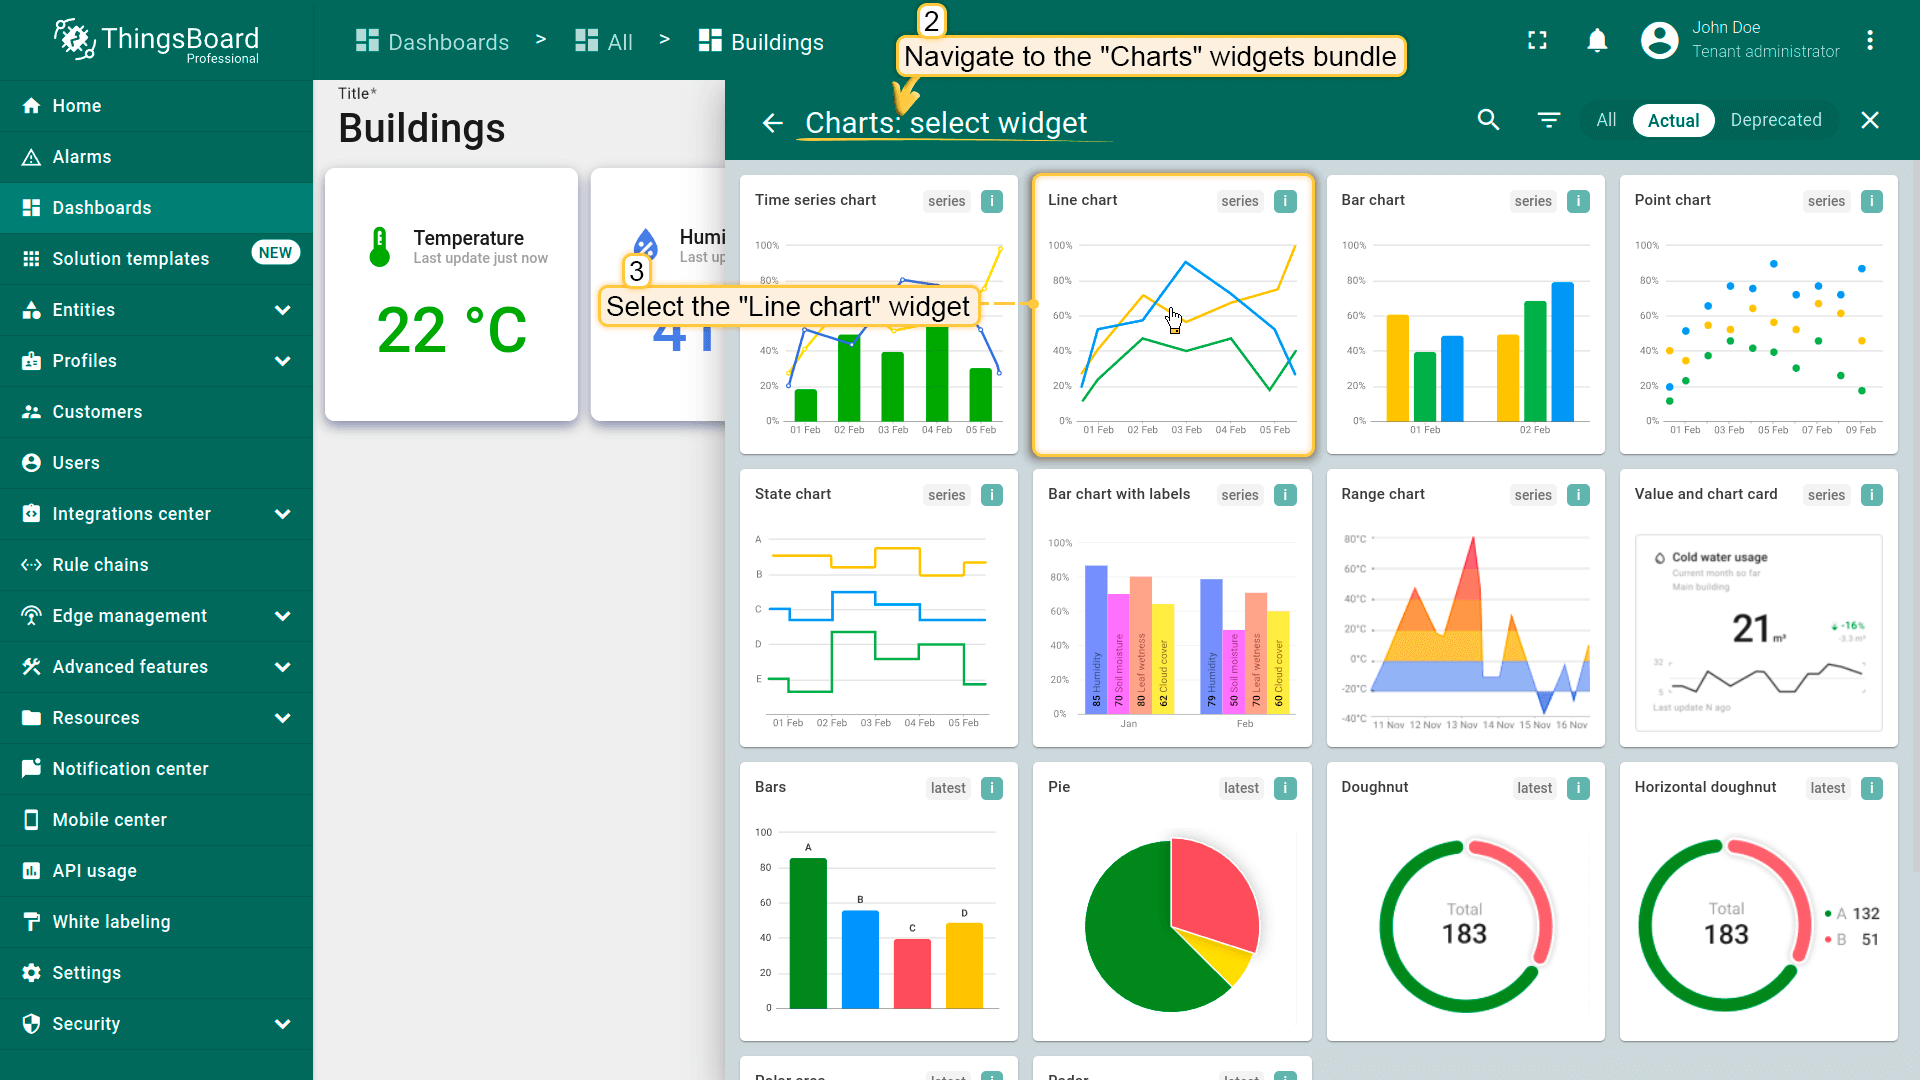 ThingsBoard
Professional
Dashboards > All > Buildings
2
Navigate to the "Charts" widgets bundle
John Doe
Tenant administrator
Home
Alarms
Dashboards
Solution templates NEW
Entities
Profiles
Customers
Users
Integrations center
Rule chains
Edge management
Advanced features
Resources
Notification center
Mobile center
API usage
White labeling
Settings
Security
Title*
Buildings
Temperature
Last update just now
22 °C
Humi
Last up
3
Select the "Line chart" widget
Charts: select widget
All Actual Deprecated
Time series chart series i
100%
80%
40%
20%
0%
01 Feb 02 Feb 03 Feb 04 Feb 05 Feb
Line chart series i
100%
80%
60%
40%
20%
0%
01 Feb 02 Feb 03 Feb 04 Feb 05 Feb
Bar chart series i
100%
80%
60%
40%
20%
0%
01 Feb 02 Feb
Point chart series i
100%
80%
60%
40%
20%
0%
01 Feb 03 Feb 05 Feb 07 Feb 09 Feb
State chart series i
A
B
C
D
E
01 Feb 02 Feb 03 Feb 04 Feb 05 Feb
Bar chart with labels series i
100%
80%
60%
40%
20%
0%
85 Humidity
70 Soil moisture
80 Leaf wetness
62 Cloud cover
79 Humidity
50 Soil moisture
70 Leaf wetness
60 Cloud cover
Jan Feb
Range chart series i
80°C
60°C
40°C
20°C
0°C
-20°C
-40°C
11 Nov 12 Nov 13 Nov 14 Nov 15 Nov 16 Nov
Value and chart card series i
Cold water usage
Current month so far
Main building
21 m³
-16%
-3.3 m³
32
5
Last update N ago
Bars latest i
100
80
60
40
20
0
A
B
C
D
Pie latest i
Doughnut latest i
Total
183
Horizontal doughnut latest i
Total
183
A 132
B 51